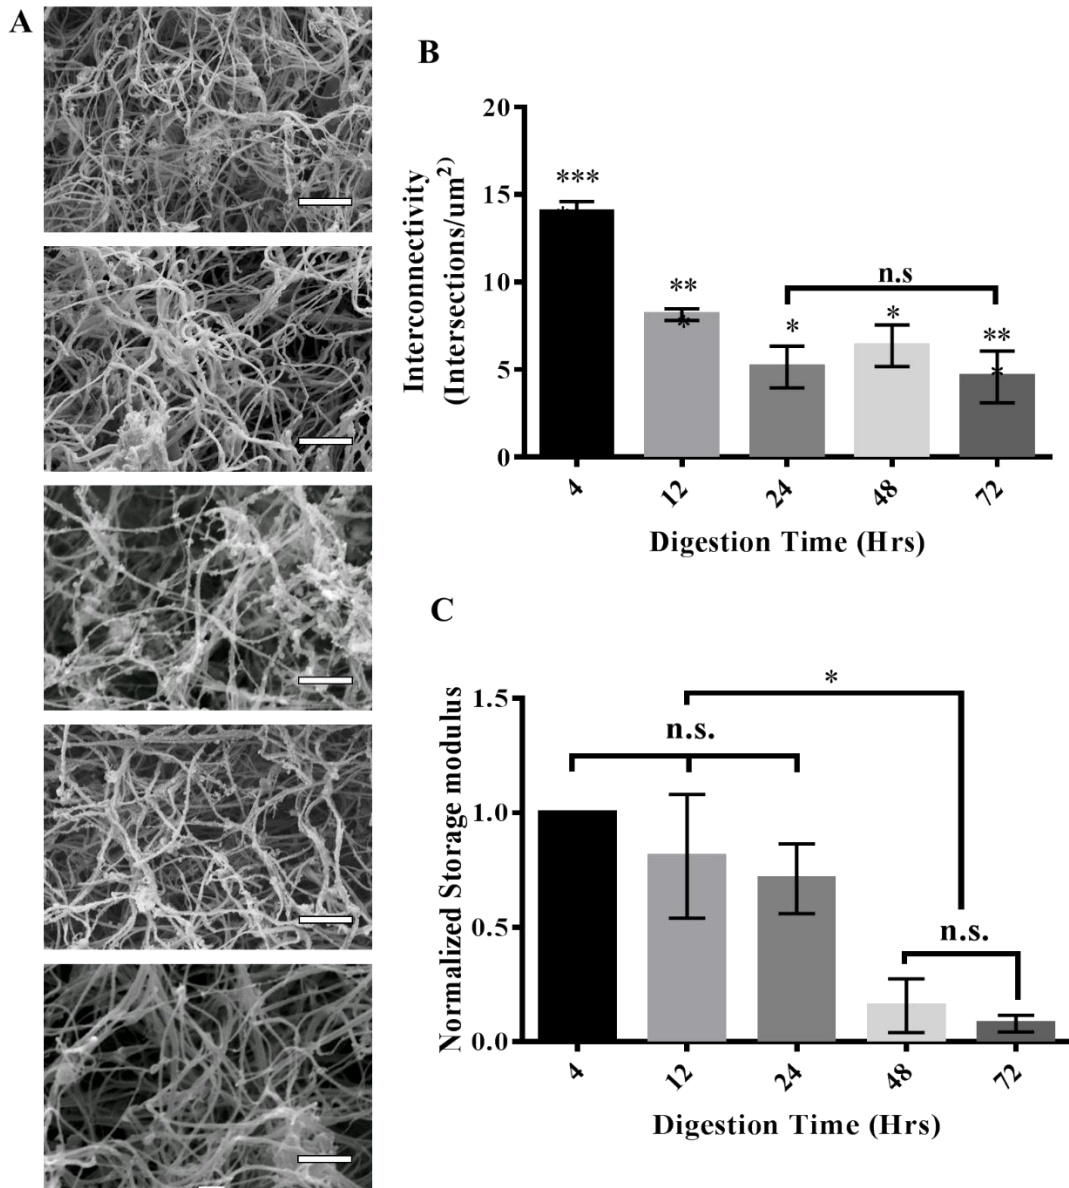 A
B
20
15
10
5
0
Interconnectivity
(Intersections/um²)
***
**
*
*
n.s
*
*
**
*
4
12
24
48
72
Digestion Time (Hrs)
C
1.5
1.0
0.5
0.0
Normalized Storage modulus
n.s.
*
n.s.
4
12
24
48
72
Digestion Time (Hrs)